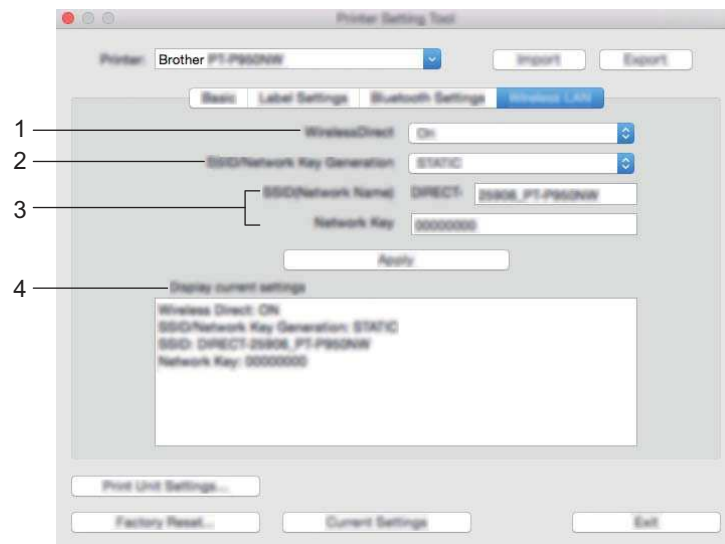 Printer Setting Tool
Printer: Brother PT-P950NW
Import
Export
Basic
Label Settings
Bluetooth Settings
Wireless LAN
1
WirelessDirect
On
2
SSID/Network Key Generation
STATIC
3
SSID(Network Name)
DIRECT-
25908_PT-P950NW
Network Key
00000000
Apply
4
Display current settings
Wireless Direct: ON
SSID/Network Key Generation: STATIC
SSID: DIRECT-25908_PT-P950NW
Network Key: 00000000
Print Unit Settings...
Factory Reset...
Current Settings
Exit